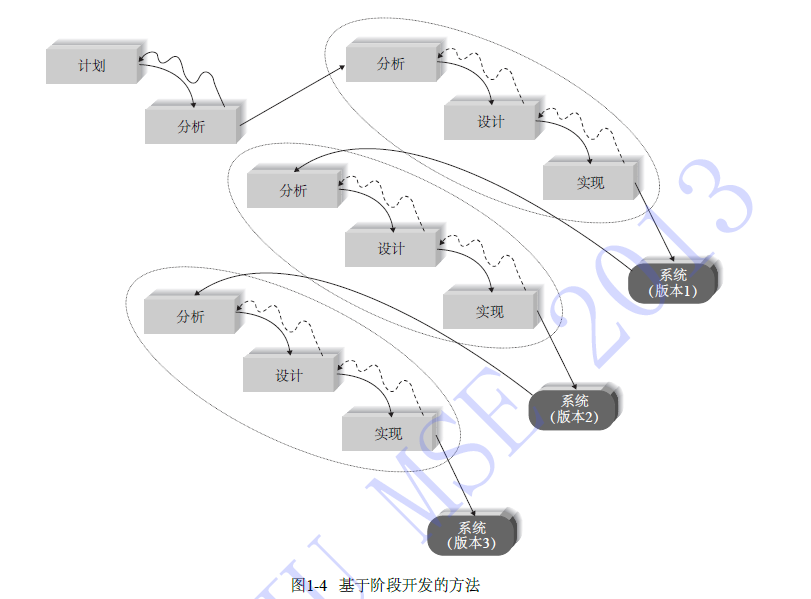 计划
分析
分析
设计
实现
系统
（版本1）
分析
设计
实现
系统
（版本2）
分析
设计
实现
系统
（版本3）
图1-4 基于阶段开发的方法
MSE 2013